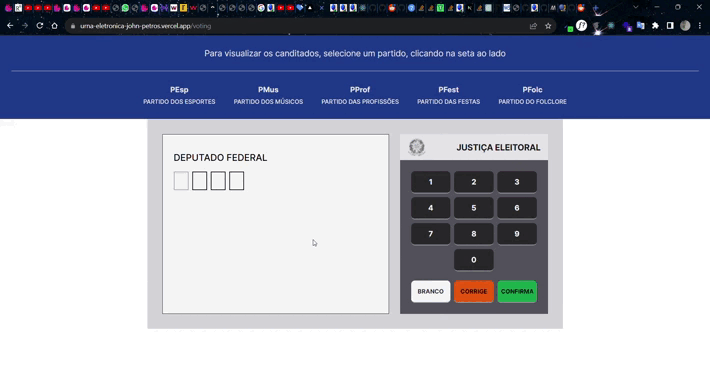 urna-eletronica-john-petros.vercel.app/voting
Para visualizar os canditados, selecione um partido, clicando na seta ao lado
PEsp PMus PProf PFest PFolc
PARTIDO DOS ESPORTES PARTIDO DOS MÚSICOS PARTIDO DAS PROFISSÕES PARTIDO DAS FESTAS PARTIDO DO FOLCLORE
JUSTIÇA ELEITORAL
DEPUTADO FEDERAL
1 2 3
4 5 6
7 8 9
0
BRANCO CORRIGE CONFIRMA